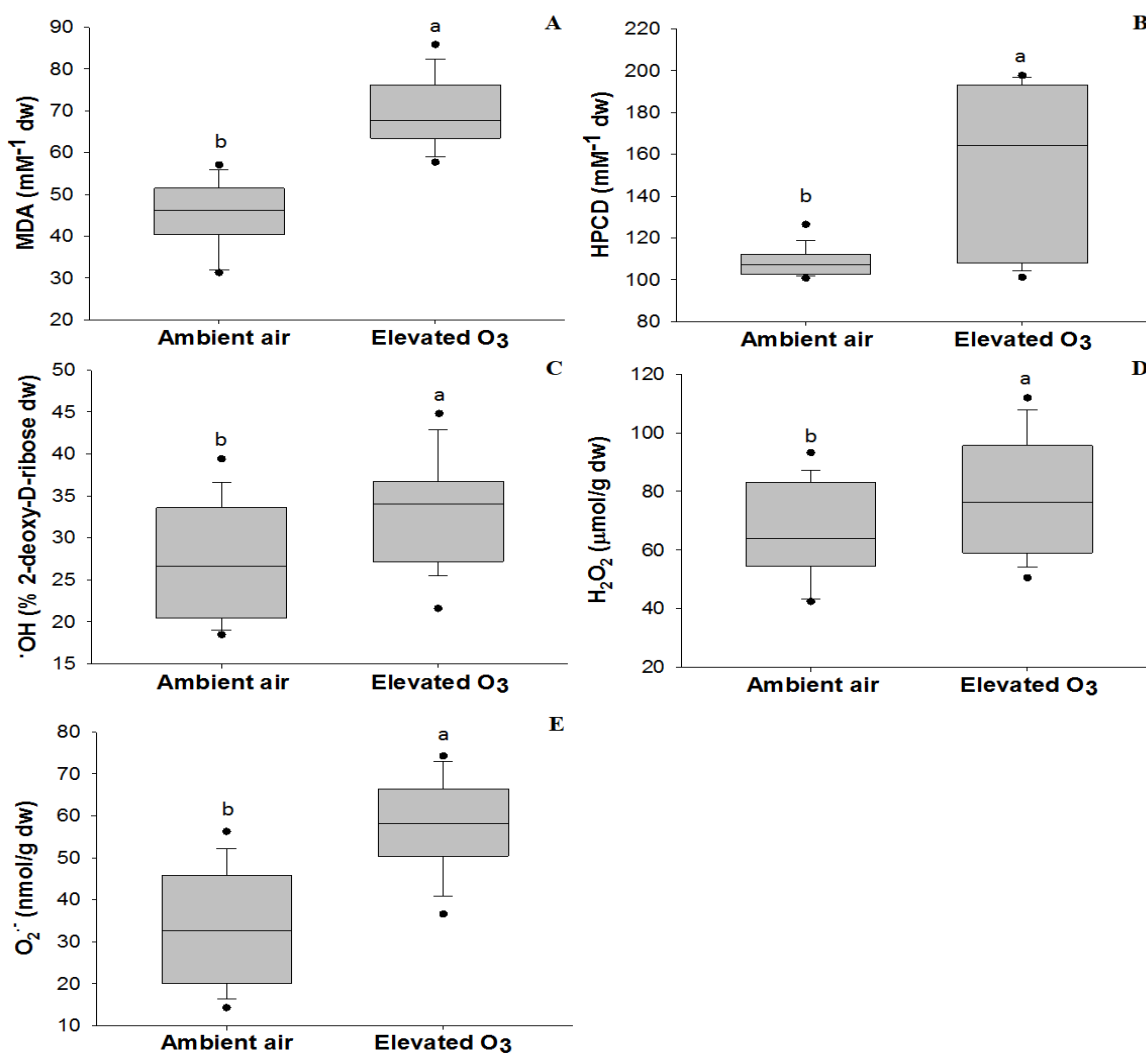 A
MDA (mM⁻¹ dw)
90
80
70
60
50
40
30
20
b
a
Ambient air
Elevated O₃
B
HPCD (mM⁻¹ dw)
220
200
180
160
140
120
100
80
b
a
Ambient air
Elevated O₃
C
˙OH (% 2-deoxy-D-ribose dw)
50
45
40
35
30
25
20
15
b
a
Ambient air
Elevated O₃
D
H₂O₂ (μmol/g dw)
120
100
80
60
40
20
b
a
Ambient air
Elevated O₃
E
O₂˙⁻ (nmol/g dw)
80
70
60
50
40
30
20
10
b
a
Ambient air
Elevated O₃